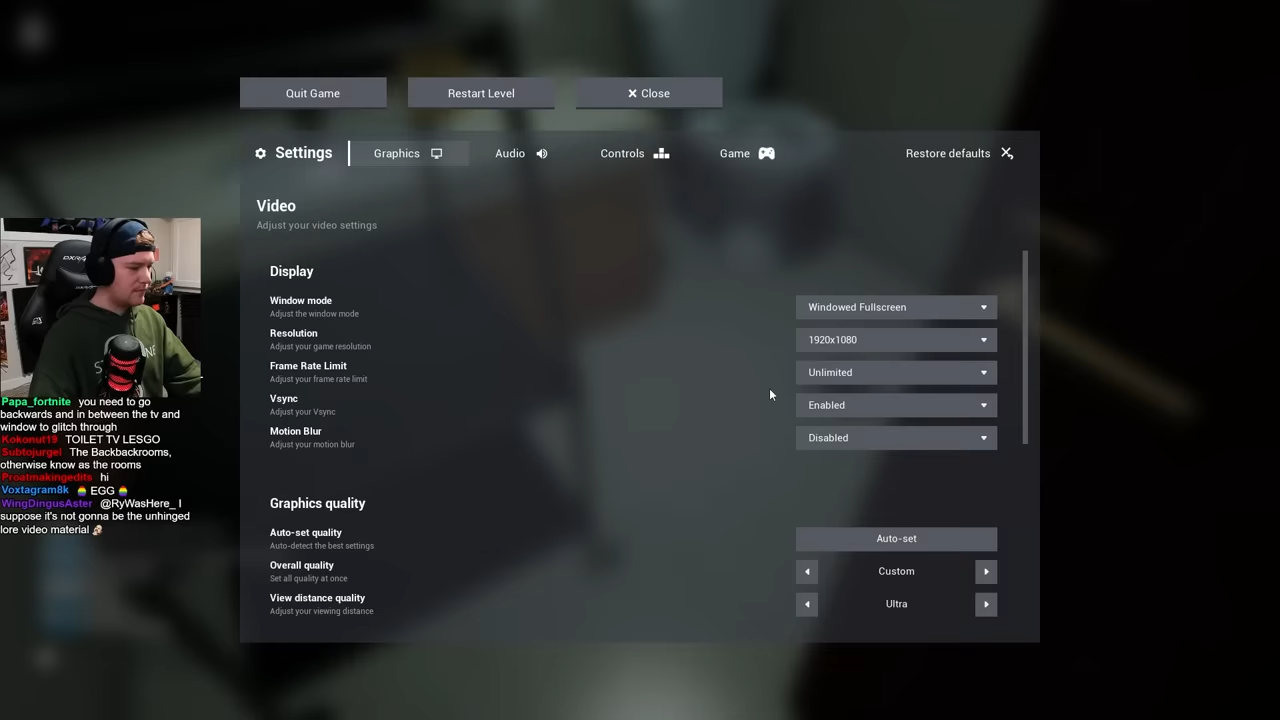 Quit Game
Restart Level
Close
Settings
Graphics
Audio
Controls
Game
Restore defaults
Video
Adjust your video settings
Display
Window mode
Adjust the window mode
Windowed Fullscreen
Resolution
Adjust your game resolution
1920x1080
Frame Rate Limit
Adjust your frame rate limit
Unlimited
Vsync
Adjust your Vsync
Enabled
Motion Blur
Adjust your motion blur
Disabled
Graphics quality
Auto-set quality
Auto-detect the best settings
Auto-set
Overall quality
Set all quality at once
Custom
View distance quality
Adjust your viewing distance
Ultra
Papa_fortnite you need to go
backwards and in between the tv and
window to glitch through
Kokonut19 TOILET TV LESGO
Subtojurgel The Backbackrooms,
otherwise know as the rooms
Proatmakingedits hi
Voxtagram8k EGG
WingDingusAster @RyWasHere_ I
suppose it's not gonna be the unhinged
lore video material